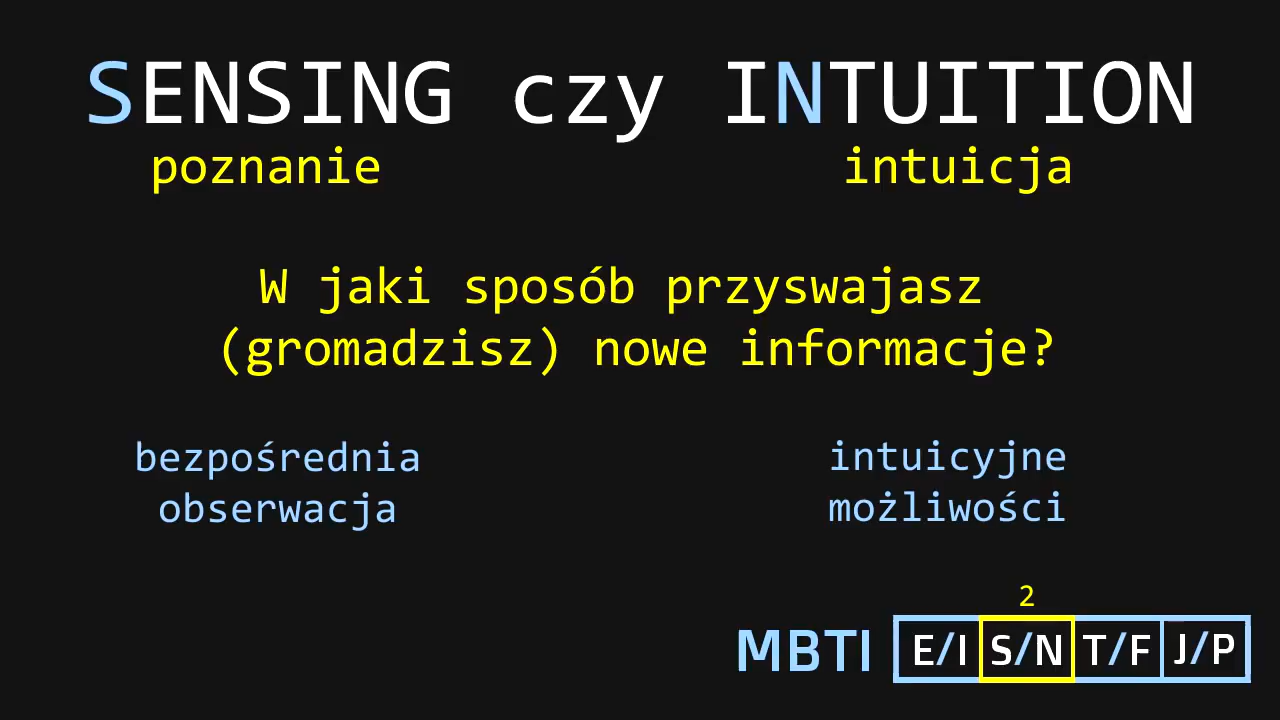 SENSING czy INTUITION
poznanie intuicja
W jaki sposób przyswajasz
(gromadzisz) nowe informacje?
bezpośrednia intuicyjne
obserwacja możliwości
2
MBTI E/I S/N T/F J/P